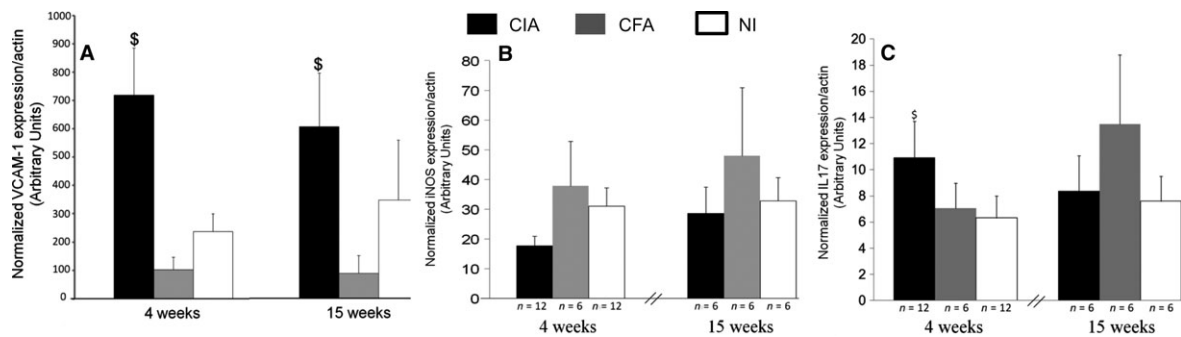 CIA CFA NI
A
Normalized VCAM-1 expression/actin
(Arbitrary Units)
1000
900
800
700
600
500
400
300
200
100
0
$
$
4 weeks 15 weeks
B
Normalized iNOS expression/actin
(Arbitrary Units)
80
70
60
50
40
30
20
10
0
n = 12 n = 6 n = 12 // n = 6 n = 6 n = 6
4 weeks 15 weeks
C
Normalized IL17 expression/actin
(Arbitrary Units)
20
18
16
14
12
10
8
6
4
2
0
$
n = 12 n = 6 n = 12 // n = 6 n = 6 n = 6
4 weeks 15 weeks